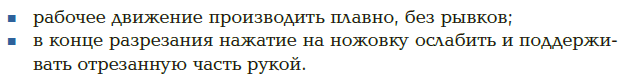 ▪ рабочее движение производить плавно, без рывков;
▪ в конце разрезания нажатие на ножовку ослабить и поддержи-
вать отрезанную часть рукой.